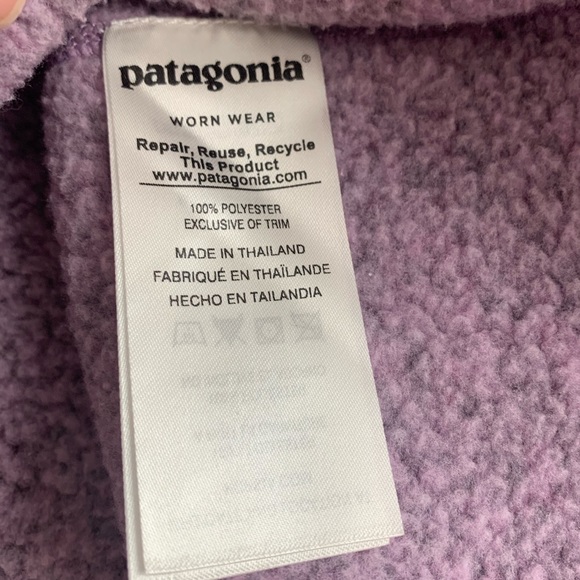 patagonia®
WORN WEAR
Repair, Reuse, Recycle
This Product
www.patagonia.com
100% POLYESTER
EXCLUSIVE OF TRIM
MADE IN THAILAND
FABRIQUÉ EN THAÏLANDE
HECHO EN TAILANDIA